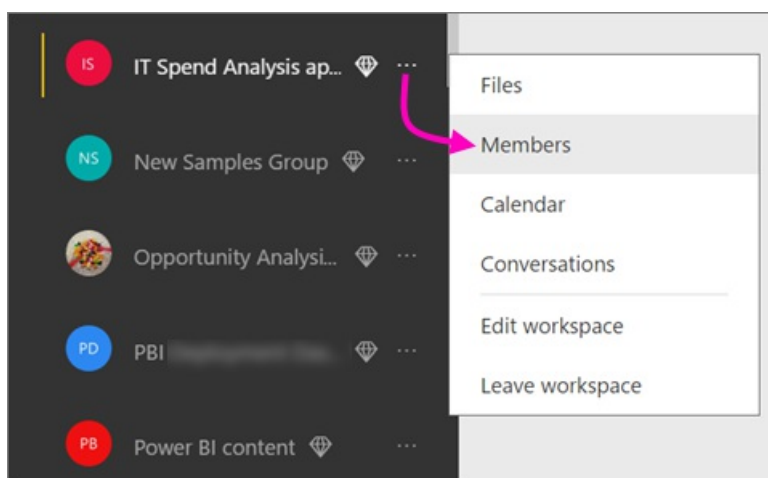 IS IT Spend Analysis ap... ...
NS New Samples Group ...
Opportunity Analysi... ...
PD PBI ...
PB Power BI content ...
Files
Members
Calendar
Conversations
Edit workspace
Leave workspace